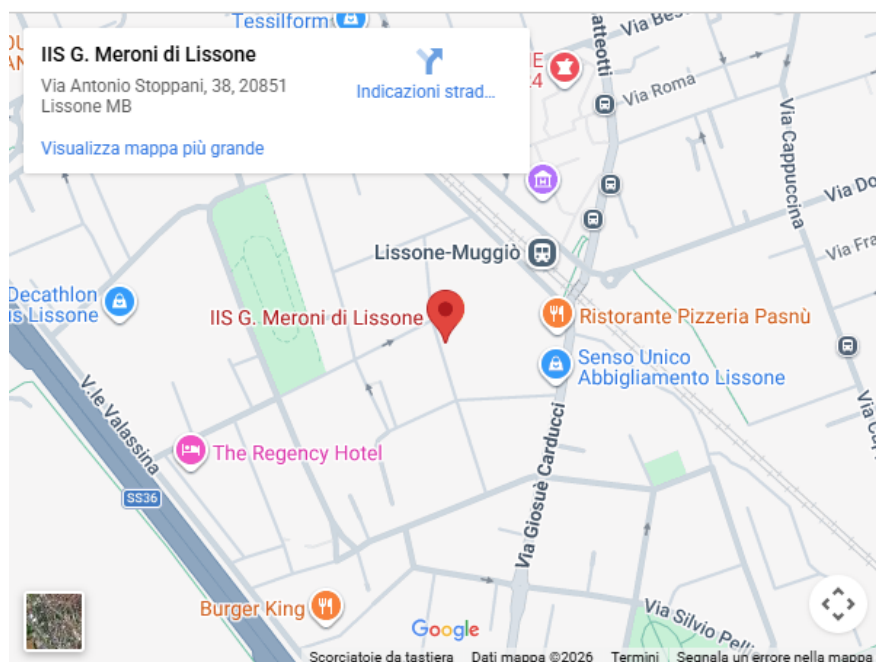 Tessilform
IIS G. Meroni di Lissone
Via Antonio Stoppani, 38, 20851
Lissone MB
Indicazioni strad...
Visualizza mappa più grande
Via Roma
Via Cappuccina
Lissone-Muggiò
Decathlon
Lissone
IIS G. Meroni di Lissone
Ristorante Pizzeria Pasnù
Senso Unico
Abbigliamento Lissone
V.le Valassina
The Regency Hotel
SS36
Via Giosuè Carducci
Burger King
Via Silvio
Google
Scorciatoie da tastiera
Dati mappa ©2026
Termini
Segnala un errore nella mappa